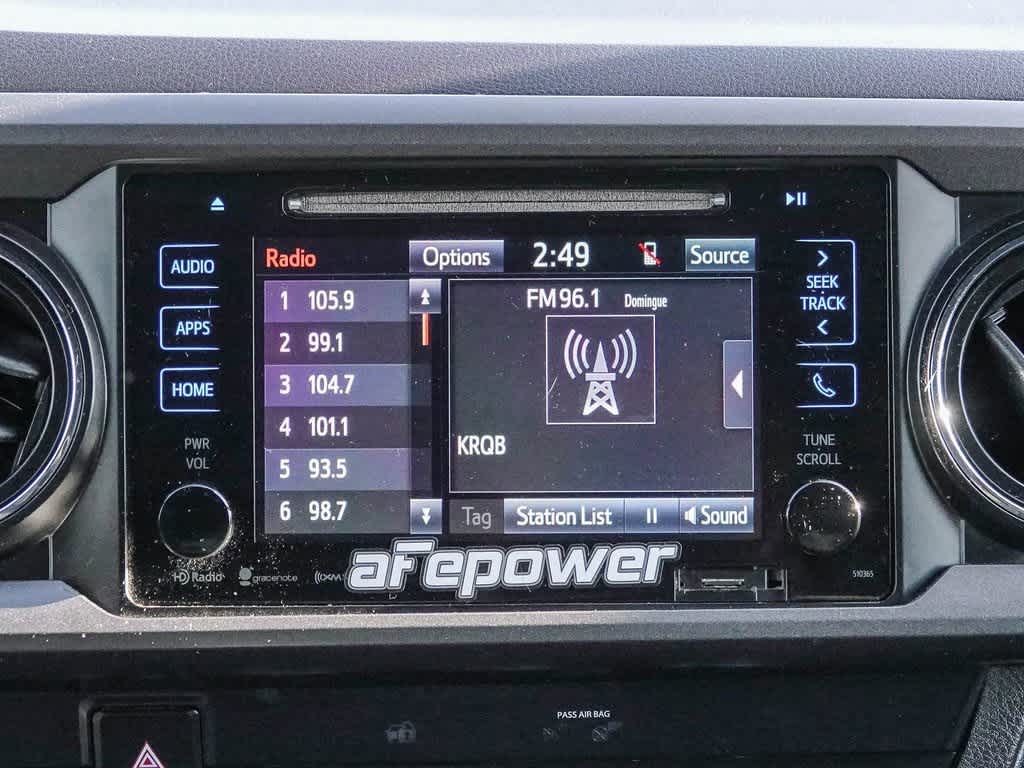 Radio Options 2:49 Source
AUDIO
APPS
HOME
PWR
VOL
1 105.9
2 99.1
3 104.7
4 101.1
5 93.5
6 98.7
FM 96.1 Domingue
KRQB
Tag Station List Sound
SEEK
TRACK
TUNE
SCROLL
HD Radio gracenote ((XM))
aFepower
510365
PASS AIR BAG